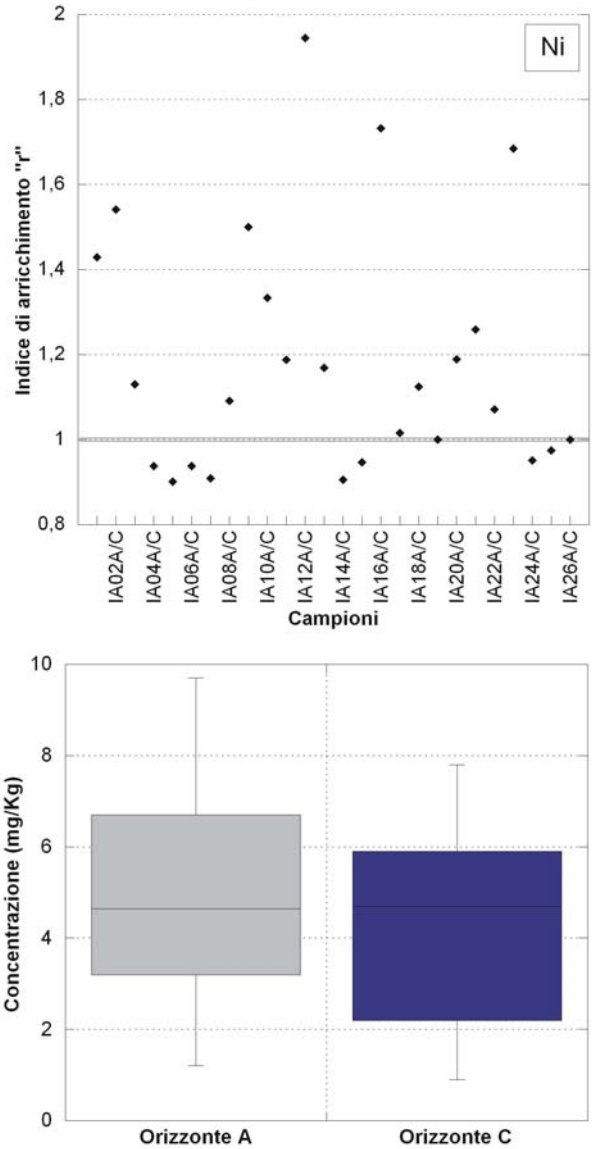 2
1,8
1,6
1,4
1,2
1
0,8
Indice di arricchimento "r"
Ni
IA02A/C
IA04A/C
IA06A/C
IA08A/C
IA10A/C
IA12A/C
IA14A/C
IA16A/C
IA18A/C
IA20A/C
IA22A/C
IA24A/C
IA26A/C
Campioni
10
8
6
4
2
0
Concentrazione (mg/Kg)
Orizzonte A
Orizzonte C